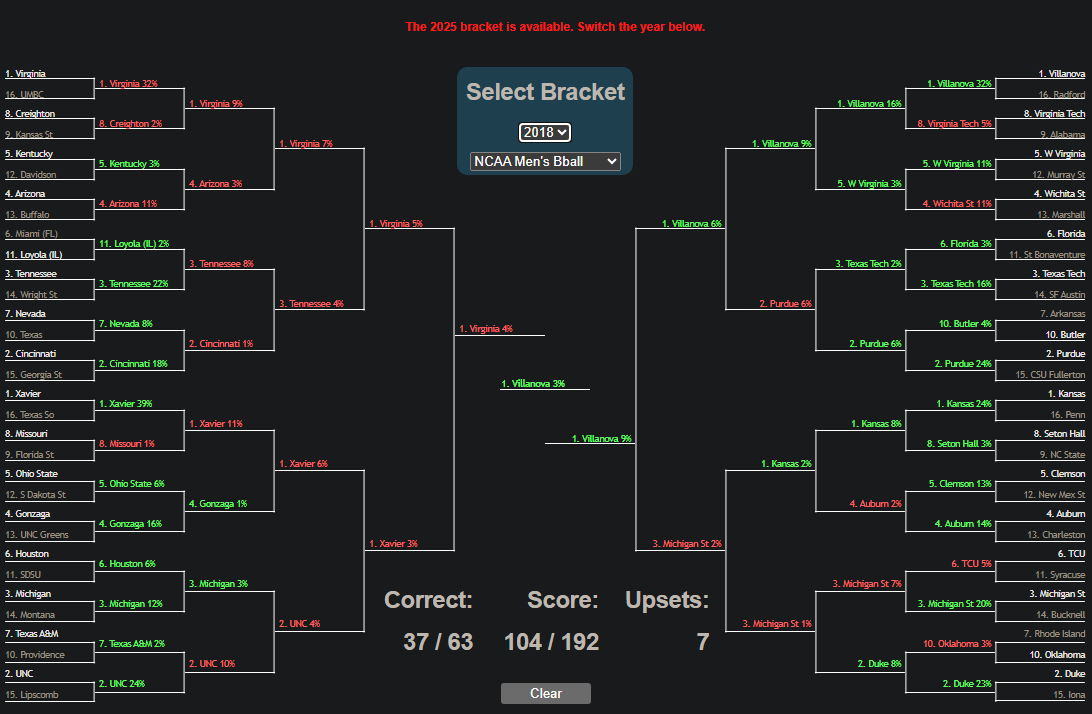 The 2025 bracket is available. Switch the year below.
Select Bracket
2018
NCAA Men's Bball
1. Virginia
16. UMBC
8. Creighton
9. Kansas St
5. Kentucky
12. Davidson
4. Arizona
13. Buffalo
6. Miami (FL)
11. Loyola (IL)
3. Tennessee
14. Wright St
7. Nevada
10. Texas
2. Cincinnati
15. Georgia St
1. Xavier
16. Texas So
8. Missouri
9. Florida St
5. Ohio State
12. S Dakota St
4. Gonzaga
13. UNC Greens
6. Houston
11. SDSU
3. Michigan
14. Montana
7. Texas A&M
10. Providence
2. UNC
15. Lipscomb
1. Virginia 32%
8. Creighton 2%
5. Kentucky 3%
4. Arizona 11%
11. Loyola (IL) 2%
3. Tennessee 22%
7. Nevada 8%
2. Cincinnati 18%
1. Xavier 39%
8. Missouri 1%
5. Ohio State 6%
4. Gonzaga 16%
6. Houston 6%
3. Michigan 12%
7. Texas A&M 2%
2. UNC 24%
1. Virginia 9%
4. Arizona 3%
3. Tennessee 8%
2. Cincinnati 1%
1. Xavier 11%
4. Gonzaga 1%
3. Michigan 3%
2. UNC 10%
1. Virginia 7%
3. Tennessee 4%
1. Xavier 6%
2. UNC 4%
1. Virginia 5%
1. Xavier 3%
1. Virginia 4%
1. Villanova 3%
1. Villanova 9%
1. Villanova 6%
3. Michigan St 2%
1. Villanova 9%
2. Purdue 6%
1. Kansas 2%
3. Michigan St 1%
1. Villanova 16%
5. W Virginia 3%
3. Texas Tech 2%
2. Purdue 6%
1. Kansas 8%
4. Auburn 2%
3. Michigan St 7%
2. Duke 8%
1. Villanova 32%
8. Virginia Tech 5%
5. W Virginia 11%
4. Wichita St 11%
6. Florida 3%
3. Texas Tech 16%
10. Butler 4%
2. Purdue 24%
1. Kansas 24%
8. Seton Hall 3%
5. Clemson 13%
4. Auburn 14%
6. TCU 5%
3. Michigan St 20%
10. Oklahoma 3%
2. Duke 23%
1. Villanova
16. Radford
8. Virginia Tech
9. Alabama
5. W Virginia
12. Murray St
4. Wichita St
13. Marshall
6. Florida
11. St Bonaventure
3. Texas Tech
14. SF Austin
7. Arkansas
10. Butler
2. Purdue
15. CSU Fullerton
1. Kansas
16. Penn
8. Seton Hall
9. NC State
5. Clemson
12. New Mex St
4. Auburn
13. Charleston
6. TCU
11. Syracuse
3. Michigan St
14. Bucknell
7. Rhode Island
10. Oklahoma
2. Duke
15. Iona
Correct: Score: Upsets:
37 / 63 104 / 192 7
Clear